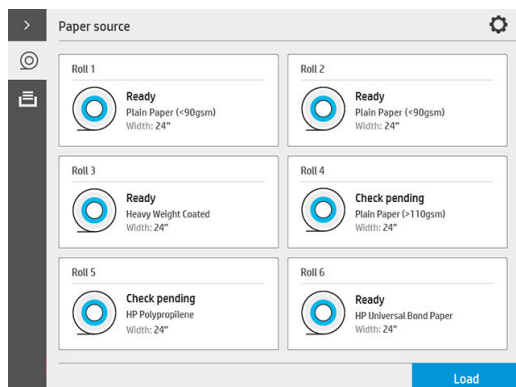 Paper source
Roll 1
Ready
Plain Paper (<90gsm)
Width: 24"
Roll 2
Ready
Plain Paper (<90gsm)
Width: 24"
Roll 3
Ready
Heavy Weight Coated
Width: 24"
Roll 4
Check pending
Plain Paper (>110gsm)
Width: 24"
Roll 5
Check pending
HP Polypropilene
Width: 24"
Roll 6
Ready
HP Universal Bond Paper
Width: 24"
Load